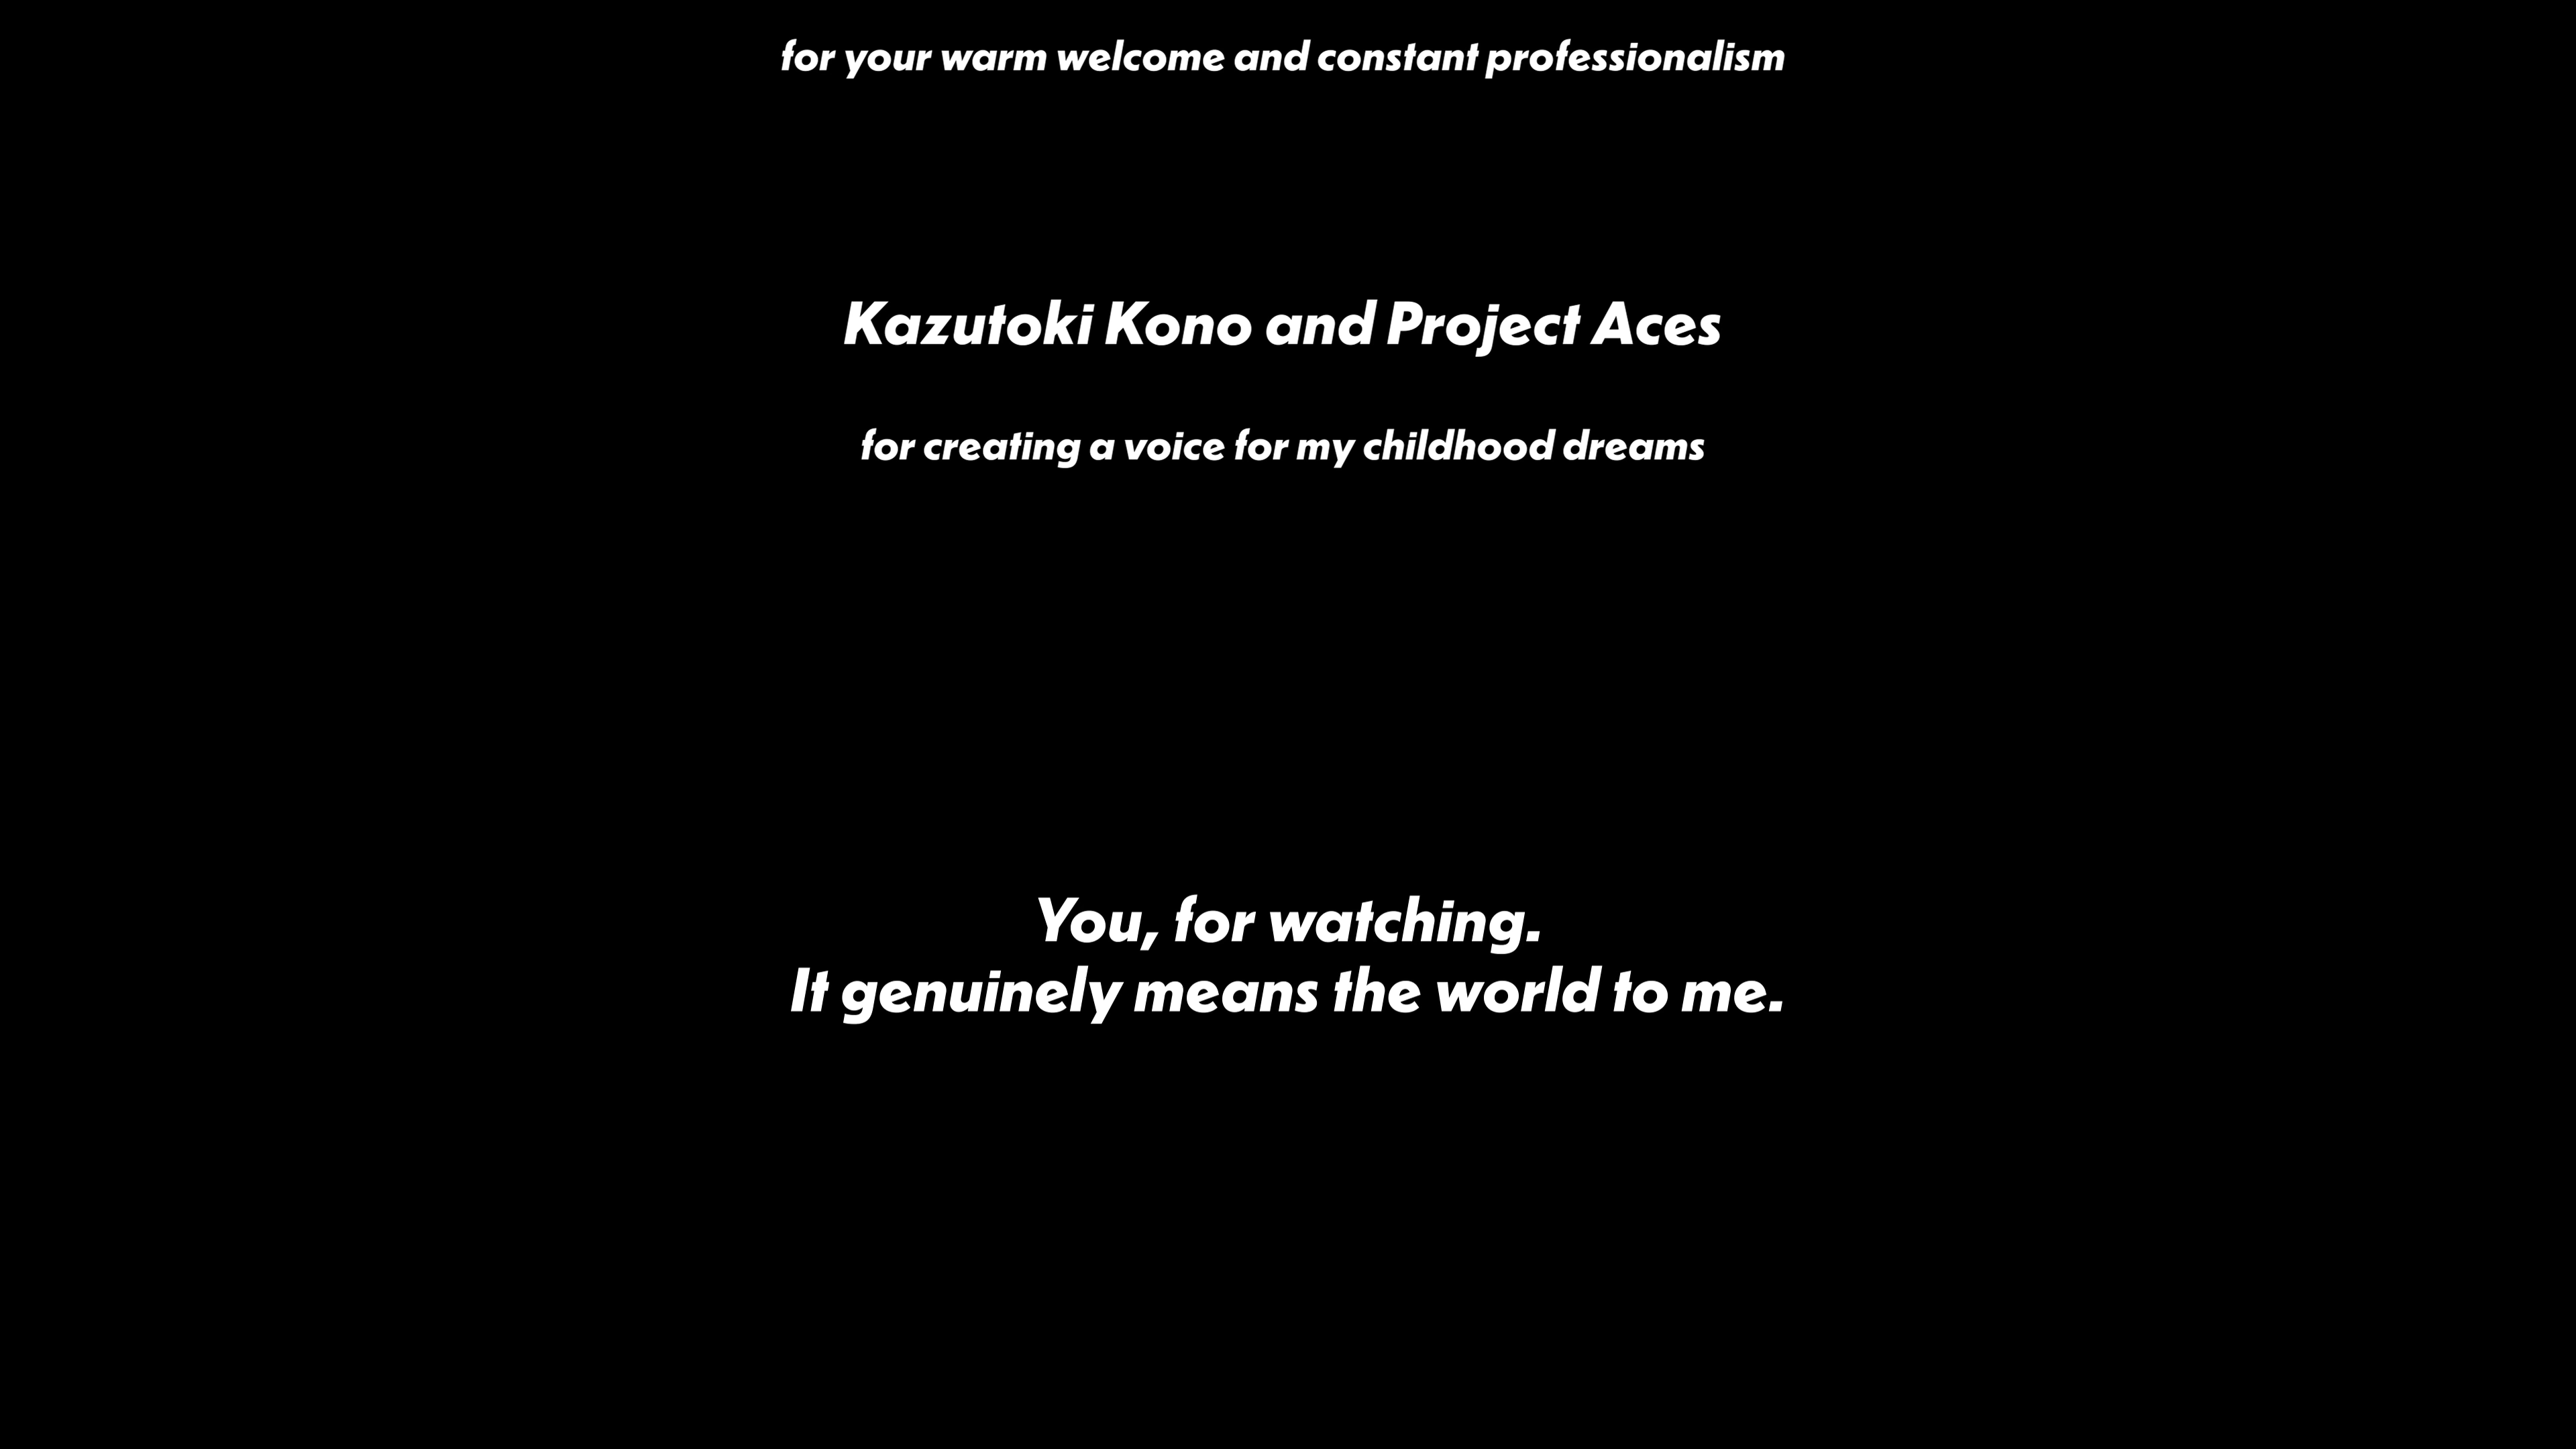 for your warm welcome and constant professionalism
Kazutoki Kono and Project Aces
for creating a voice for my childhood dreams
You, for watching.
It genuinely means the world to me.